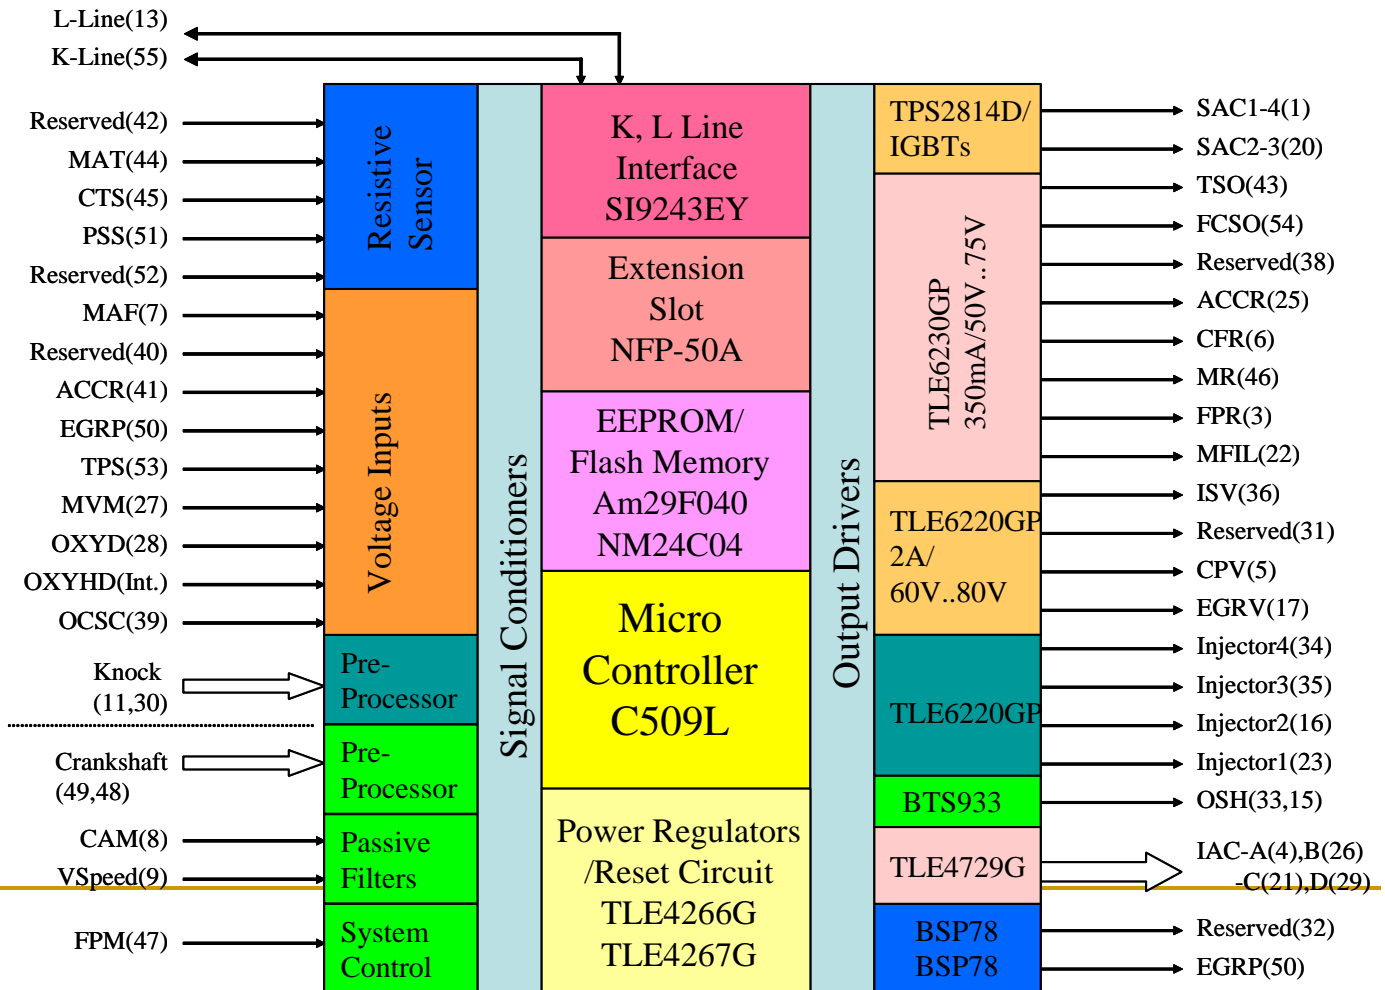 L-Line(13)
K-Line(55)
Reserved(42)
MAT(44)
CTS(45)
PSS(51)
Reserved(52)
MAF(7)
Reserved(40)
ACCR(41)
EGRP(50)
TPS(53)
MVM(27)
OXYD(28)
OXYHD(Int.)
OCSC(39)
Knock
(11,30)
Crankshaft
(49,48)
CAM(8)
VSpeed(9)
FPM(47)
Resistive
Sensor
Voltage Inputs
Pre-
Processor
Pre-
Processor
Passive
Filters
System
Control
Signal Conditioners
K, L Line
Interface
SI9243EY
Extension
Slot
NFP-50A
EEPROM/
Flash Memory
Am29F040
NM24C04
Micro
Controller
C509L
Power Regulators
/Reset Circuit
TLE4266G
TLE4267G
Output Drivers
TPS2814D/
IGBTs
TLE6230GP
350mA/50V..75V
TLE6220GP
2A/
60V..80V
TLE6220GP
BTS933
TLE4729G
BSP78
BSP78
SAC1-4(1)
SAC2-3(20)
TSO(43)
FCSO(54)
Reserved(38)
ACCR(25)
CFR(6)
MR(46)
FPR(3)
MFIL(22)
ISV(36)
Reserved(31)
CPV(5)
EGRV(17)
Injector4(34)
Injector3(35)
Injector2(16)
Injector1(23)
OSH(33,15)
IAC-A(4),B(26)
-C(21),D(29)
Reserved(32)
EGRP(50)